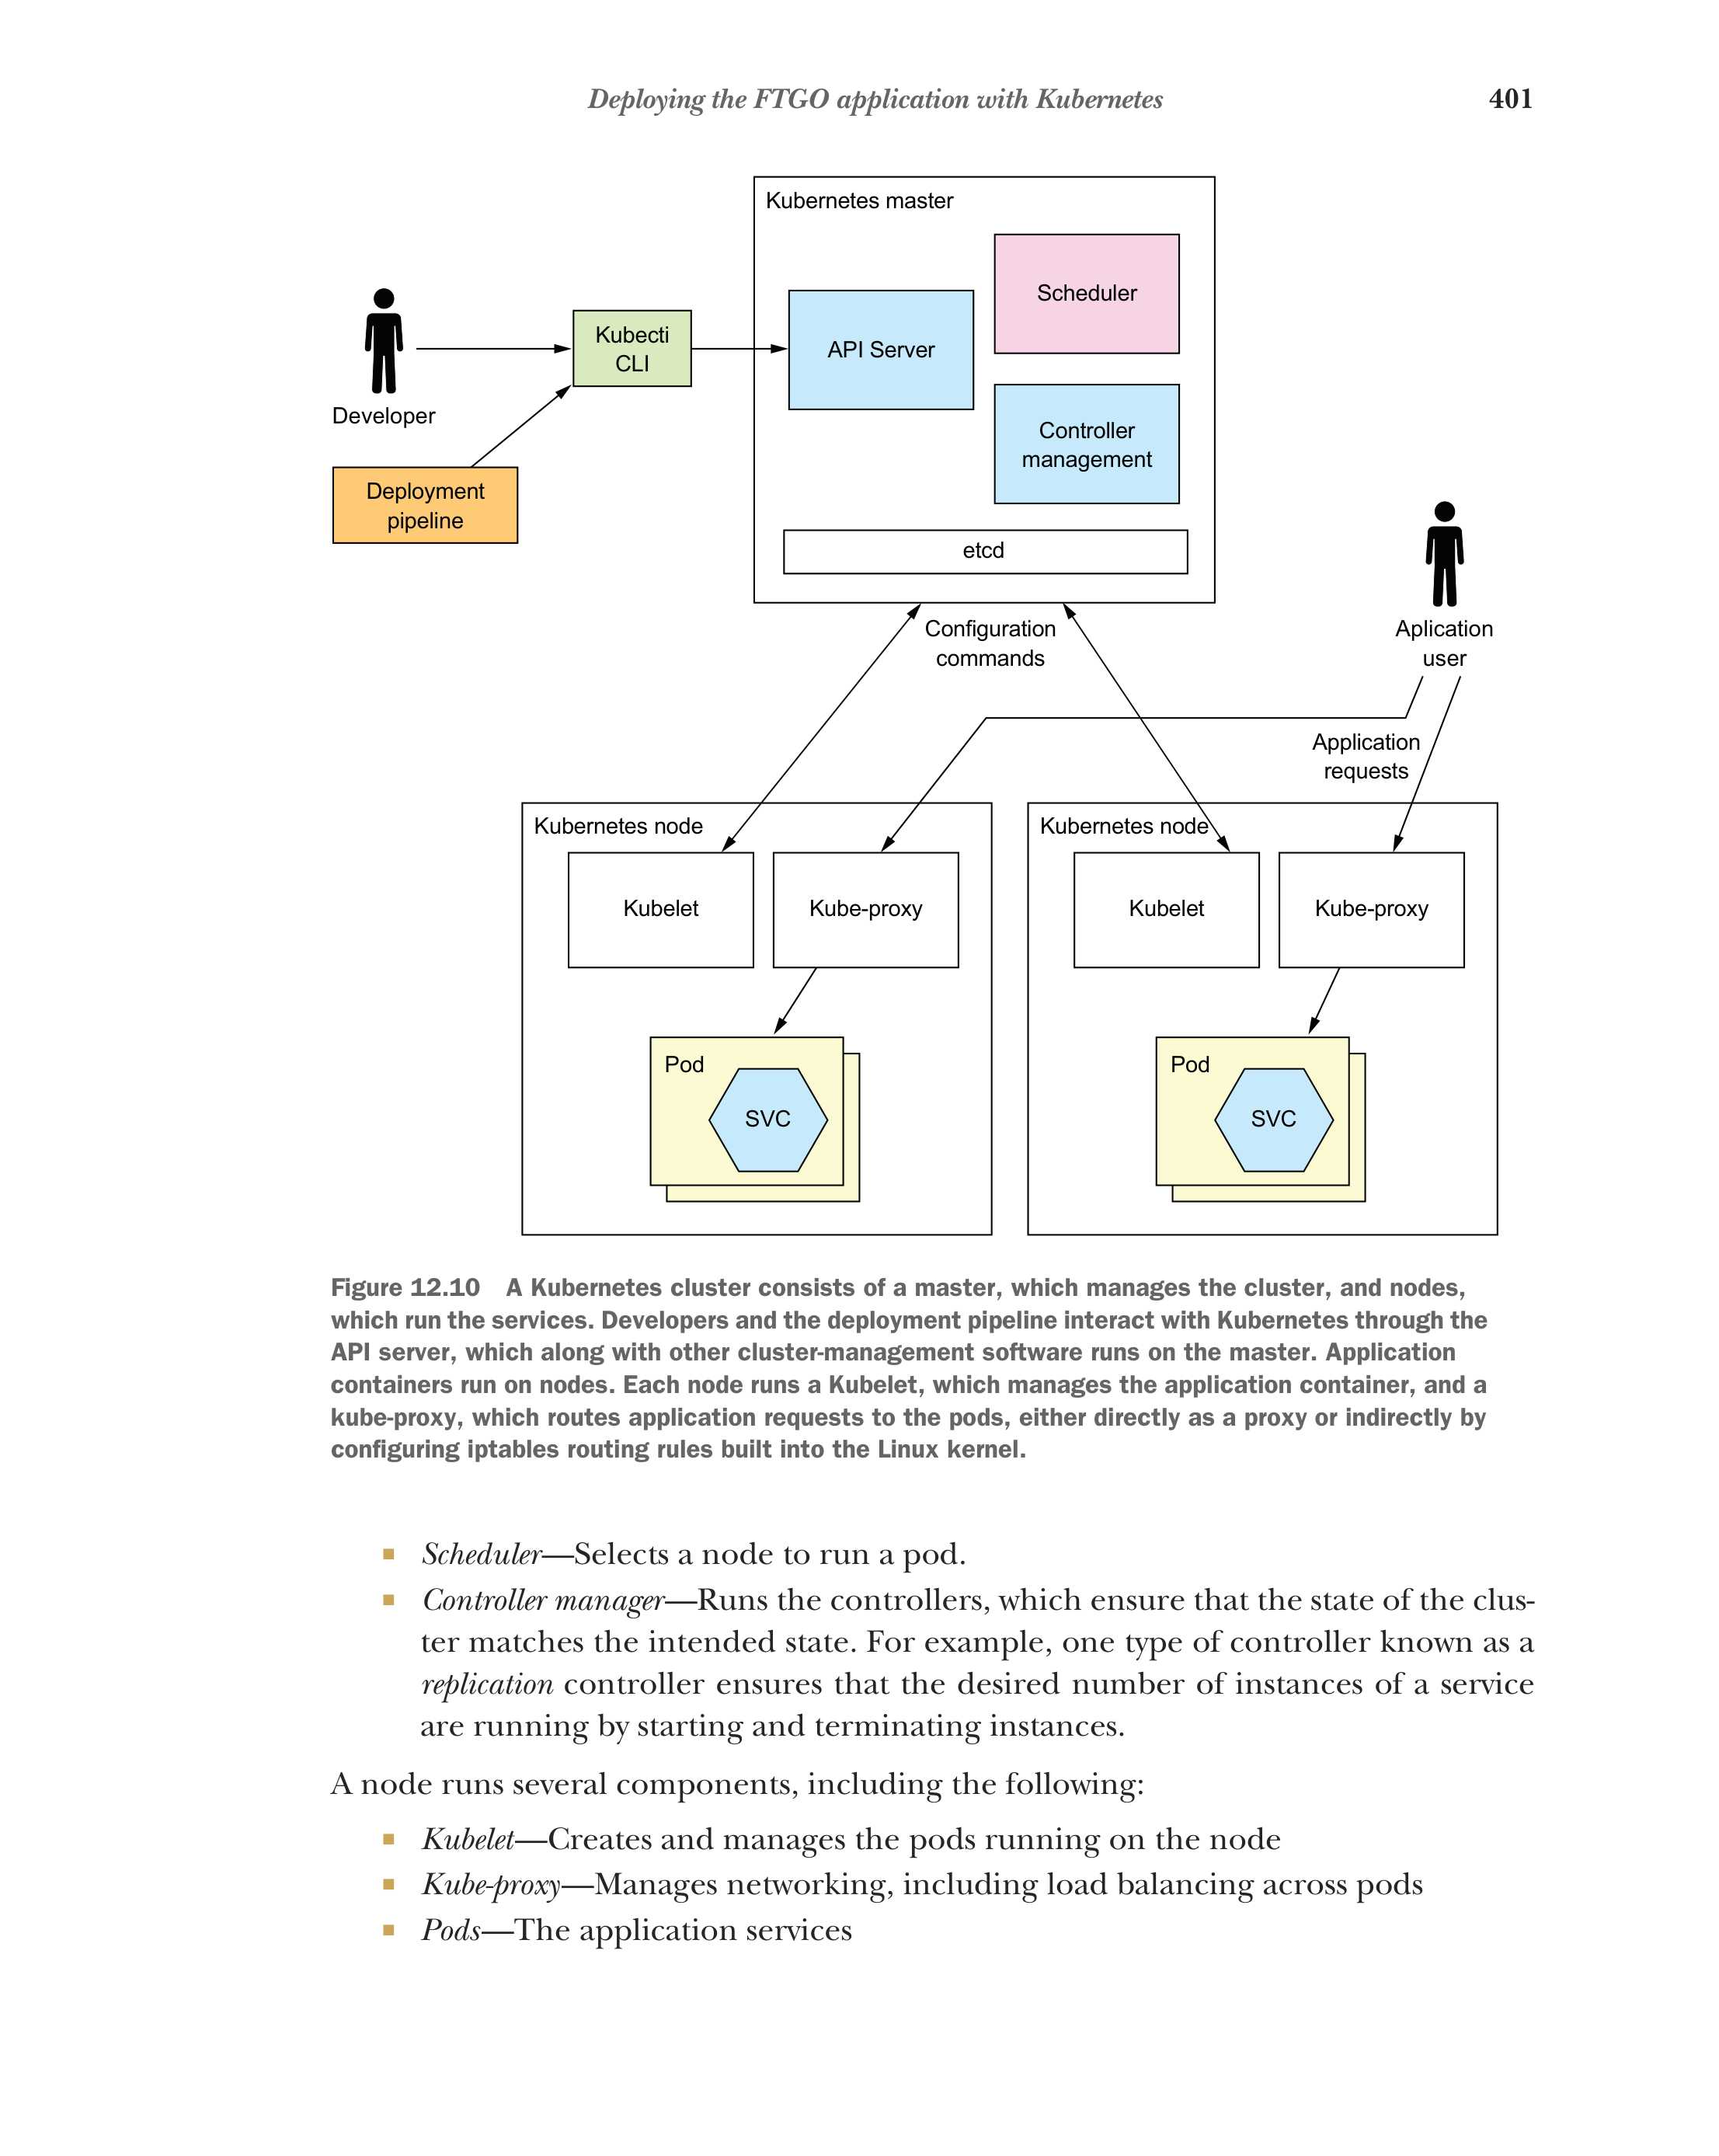 Deploying the FTGO application with Kubernetes 401
Kubernetes master
Scheduler
API Server
Kubecti
CLI
Developer
Controller
management
Deployment
pipeline
etcd
Configuration
commands
Aplication
user
Application
requests
Kubernetes node
Kubelet
Kube-proxy
Pod
SVC
Kubernetes node
Kubelet
Kube-proxy
Pod
SVC
Figure 12.10 A Kubernetes cluster consists of a master, which manages the cluster, and nodes,
which run the services. Developers and the deployment pipeline interact with Kubernetes through the
API server, which along with other cluster-management software runs on the master. Application
containers run on nodes. Each node runs a Kubelet, which manages the application container, and a
kube-proxy, which routes application requests to the pods, either directly as a proxy or indirectly by
configuring iptables routing rules built into the Linux kernel.
■ Scheduler—Selects a node to run a pod.
■ Controller manager—Runs the controllers, which ensure that the state of the clus-
ter matches the intended state. For example, one type of controller known as a
replication controller ensures that the desired number of instances of a service
are running by starting and terminating instances.
A node runs several components, including the following:
■ Kubelet—Creates and manages the pods running on the node
■ Kube-proxy—Manages networking, including load balancing across pods
■ Pods—The application services